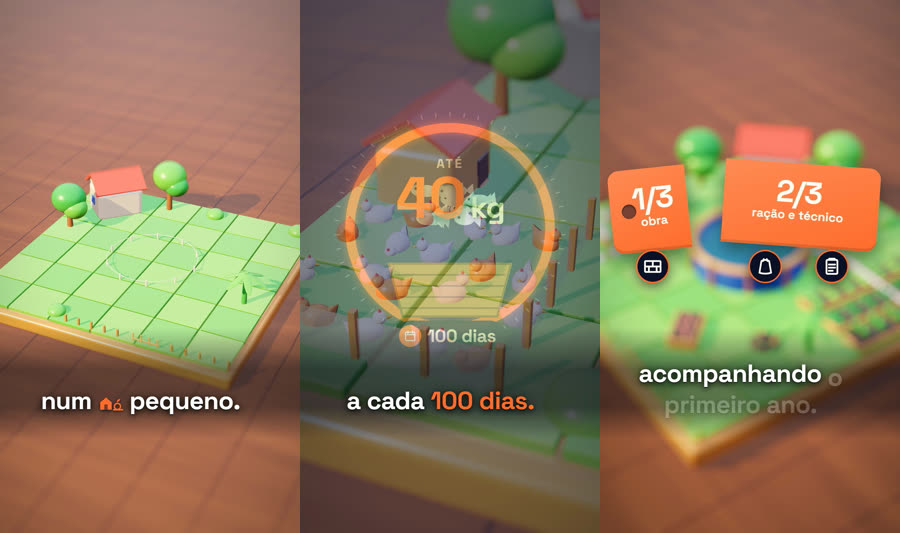 num pequeno.
ATÉ
40 kg
100 dias
a cada 100 dias.
1/3
obra
2/3
ração e técnico
acompanhando o
primeiro ano.